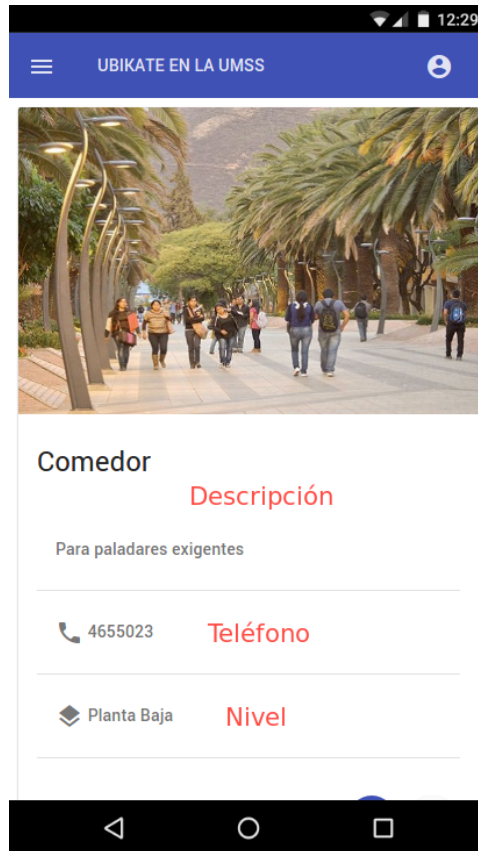 12:29
UBIKATE EN LA UMSS
Comedor
Descripción
Para paladares exigentes
4655023 Teléfono
Planta Baja Nivel